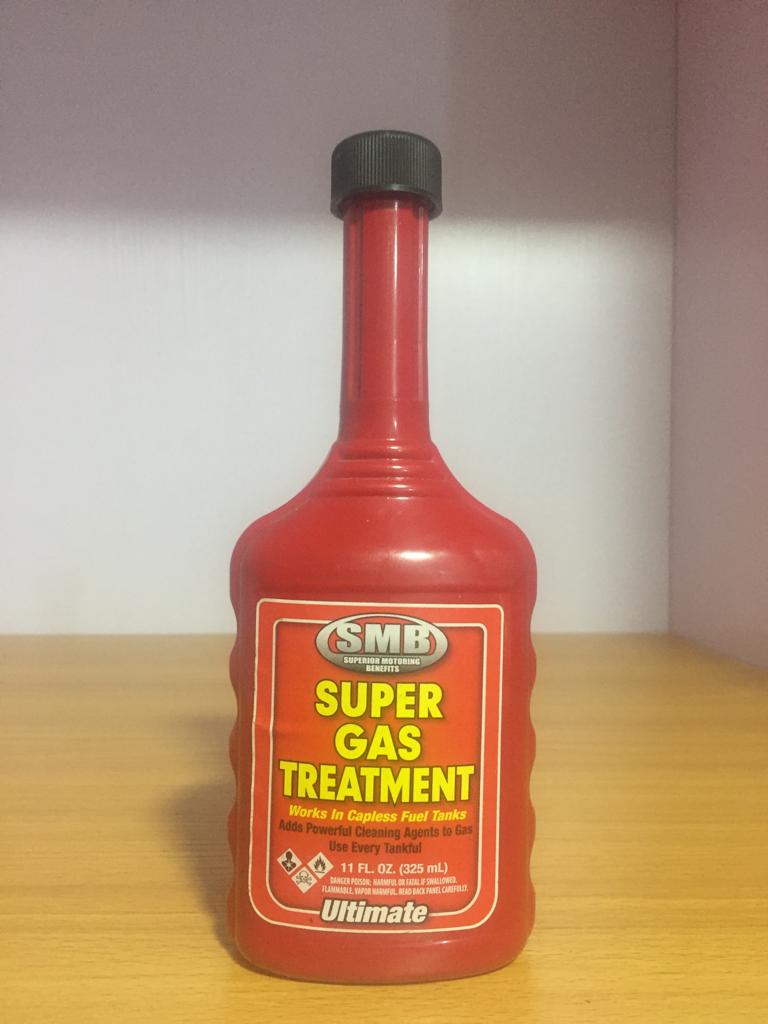 SMB
SUPERIOR MOTORING
BENEFITS
SUPER
GAS
TREATMENT
Works In Capless Fuel Tanks
Adds Powerful Cleaning Agents to Gas
Use Every Tankful
11 FL. OZ. (325 mL)
DANGER POISON: HARMFUL OR FATAL IF SWALLOWED.
FLAMMABLE. VAPOR HARMFUL. READ BACK PANEL CAREFULLY.
Ultimate